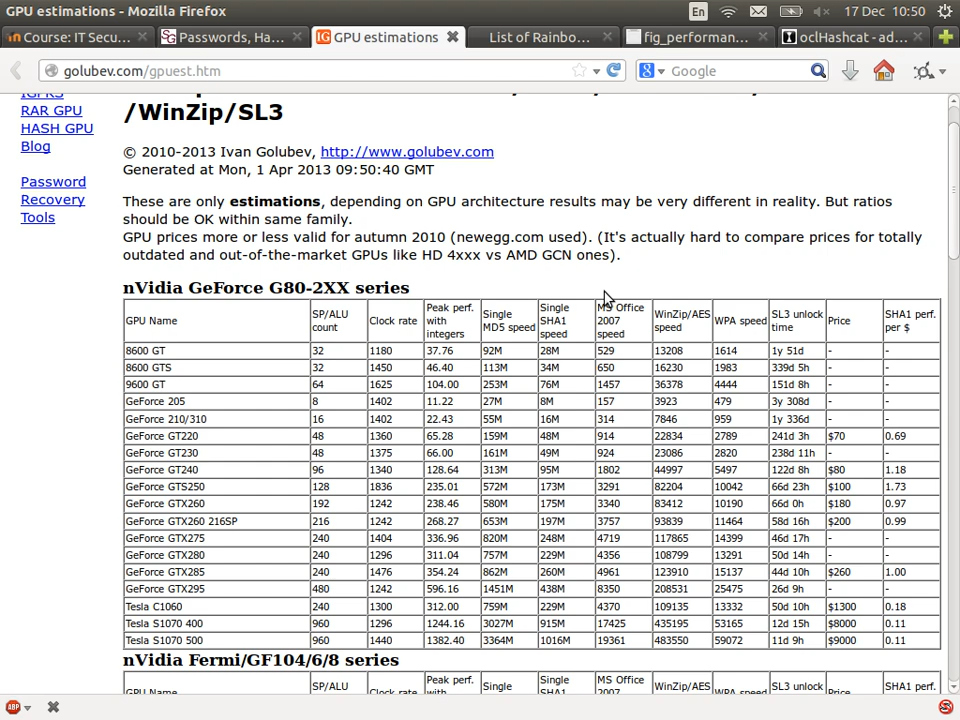 GPU estimations - Mozilla Firefox
En
17 Dec 10:50
Course: IT Secu...
Passwords, Ha...
GPU estimations
List of Rainbo...
fig_performan...
oclHashcat - ad...
golubev.com/gpuest.htm
Google
IGPRS
RAR GPU
HASH GPU
Blog
Password
Recovery
Tools
/WinZip/SL3
© 2010-2013 Ivan Golubev, http://www.golubev.com
Generated at Mon, 1 Apr 2013 09:50:40 GMT
These are only estimations, depending on GPU architecture results may be very different in reality. But ratios
should be OK within same family.
GPU prices more or less valid for autumn 2010 (newegg.com used). (It's actually hard to compare prices for totally
outdated and out-of-the-market GPUs like HD 4xxx vs AMD GCN ones).
nVidia GeForce G80-2XX series
GPU Name SP/ALU count Clock rate Peak perf. with integers Single MD5 speed Single SHA1 speed MS Office 2007 speed WinZip/AES speed WPA speed SL3 unlock time Price SHA1 perf. per $
8600 GT 32 1180 37.76 92M 28M 529 13208 1614 1y 51d - -
8600 GTS 32 1450 46.40 113M 34M 650 16230 1983 339d 5h - -
9600 GT 64 1625 104.00 253M 76M 1457 36378 4444 151d 8h - -
GeForce 205 8 1402 11.22 27M 8M 157 3923 479 3y 308d - -
GeForce 210/310 16 1402 22.43 55M 16M 314 7846 959 1y 336d - -
GeForce GT220 48 1360 65.28 159M 48M 914 22834 2789 241d 3h $70 0.69
GeForce GT230 48 1375 66.00 161M 49M 924 23086 2820 238d 11h - -
GeForce GT240 96 1340 128.64 313M 95M 1802 44997 5497 122d 8h $80 1.18
GeForce GTS250 128 1836 235.01 572M 173M 3291 82204 10042 66d 23h $100 1.73
GeForce GTX260 192 1242 238.46 580M 175M 3340 83412 10190 66d 0h $180 0.97
GeForce GTX260 216SP 216 1242 268.27 653M 197M 3757 93839 11464 58d 16h $200 0.99
GeForce GTX275 240 1404 336.96 820M 248M 4719 117865 14399 46d 17h - -
GeForce GTX280 240 1296 311.04 757M 229M 4356 108799 13291 50d 14h - -
GeForce GTX285 240 1476 354.24 862M 260M 4961 123910 15137 44d 10h $260 1.00
GeForce GTX295 480 1242 596.16 1451M 438M 8350 208531 25475 26d 9h - -
Tesla C1060 240 1300 312.00 759M 229M 4370 109135 13332 50d 10h $1300 0.18
Tesla S1070 400 960 1296 1244.16 3027M 915M 17425 435195 53165 12d 15h $8000 0.11
Tesla S1070 500 960 1440 1382.40 3364M 1016M 19361 483550 59072 11d 9h $9000 0.11
nVidia Fermi/GF104/6/8 series
GPU Name SP/ALU Clock rate Peak perf. with Single Single SHA1 MS Office 2007 WinZip/AES WPA speed SL3 unlock Price SHA1 perf.
ABP